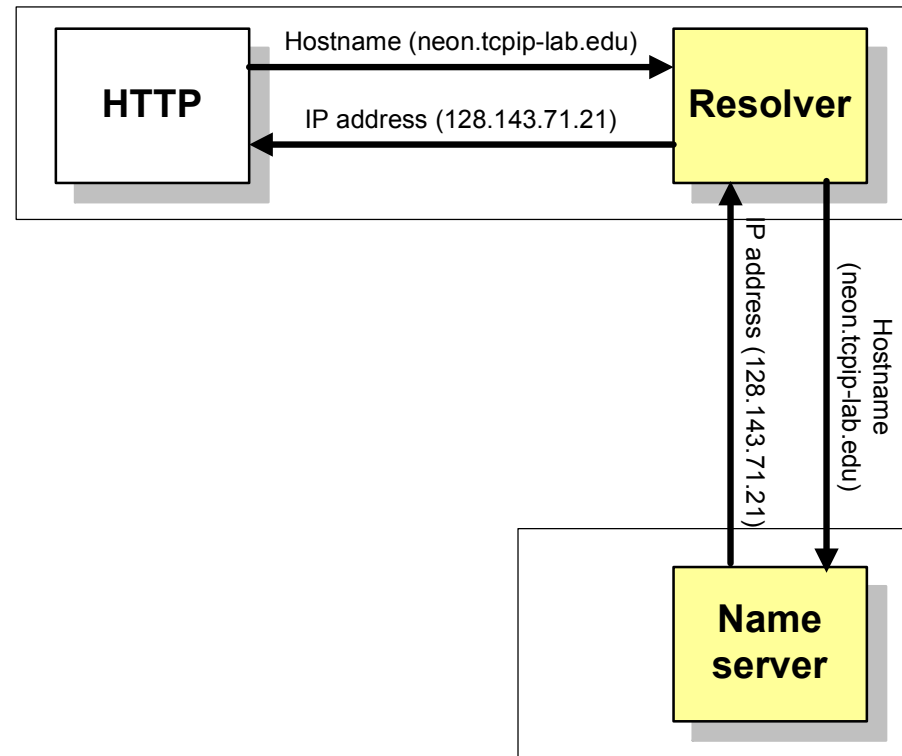 Hostname (neon.tcpip-lab.edu)
HTTP
Resolver
IP address (128.143.71.21)
IP address (128.143.71.21)
Hostname
(neon.tcpip-lab.edu)
Name
server